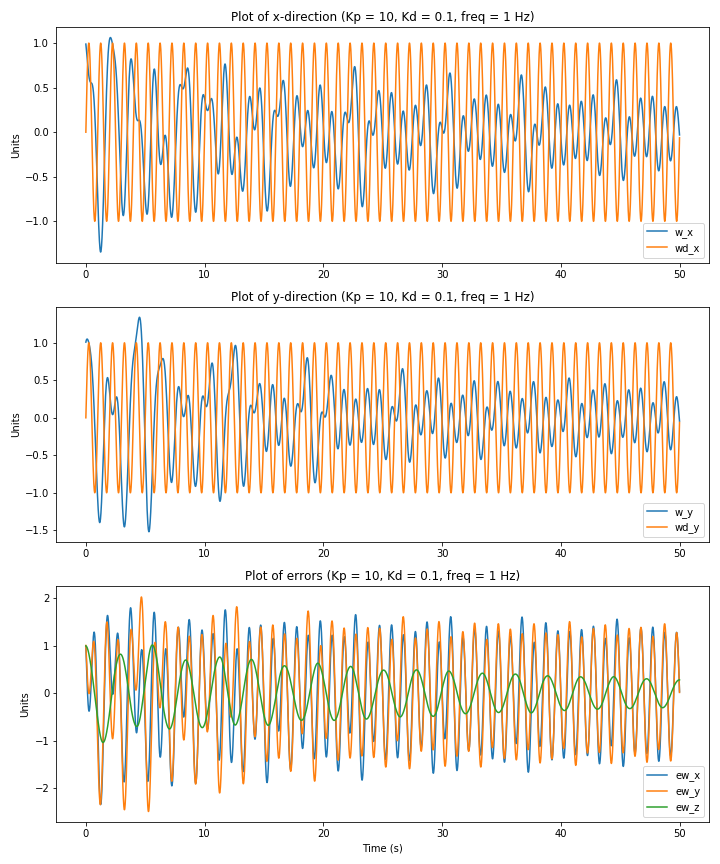 Plot of x-direction (Kp = 10, Kd = 0.1, freq = 1 Hz)
1.0
0.5
0.0
−0.5
−1.0
Units
0 10 20 30 40 50
w_x
wd_x
Plot of y-direction (Kp = 10, Kd = 0.1, freq = 1 Hz)
1.0
0.5
0.0
−0.5
−1.0
−1.5
Units
0 10 20 30 40 50
w_y
wd_y
Plot of errors (Kp = 10, Kd = 0.1, freq = 1 Hz)
2
1
0
−1
−2
Units
0 10 20 30 40 50
ew_x
ew_y
ew_z
Time (s)